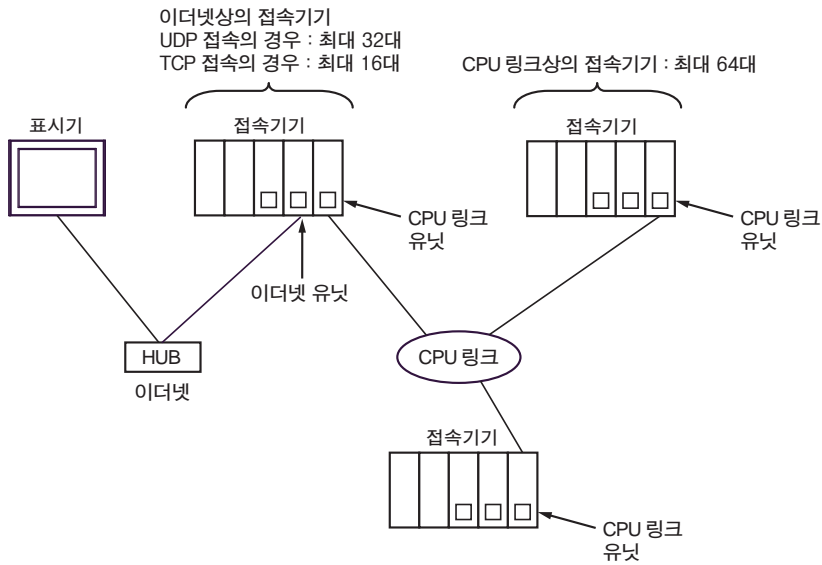 이더넷상의 접속기기
UDP 접속의 경우 : 최대 32대
TCP 접속의 경우 : 최대 16대
CPU 링크상의 접속기기 : 최대 64대
표시기
접속기기
접속기기
CPU 링크
유닛
CPU 링크
유닛
이더넷 유닛
HUB
이더넷
CPU 링크
접속기기
CPU 링크
유닛